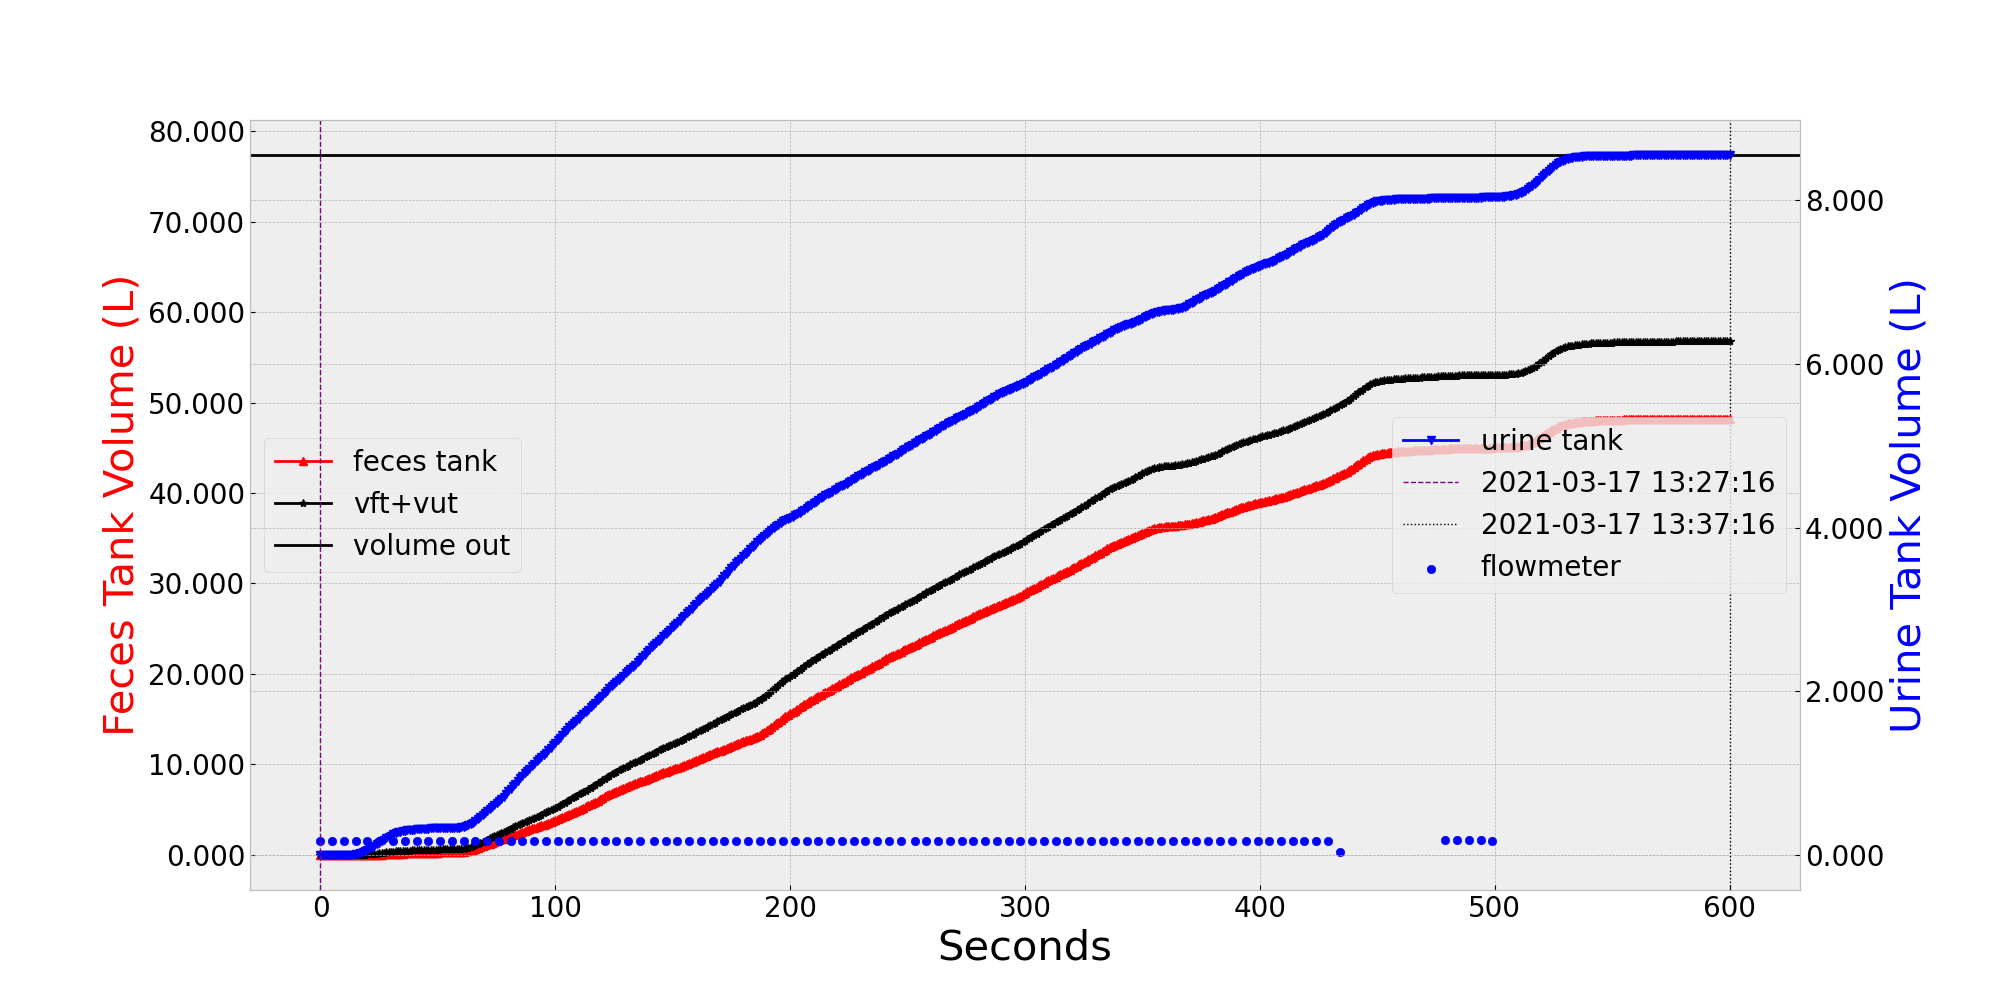 80.000
70.000
60.000
50.000
40.000
30.000
20.000
10.000
0.000
Feces Tank Volume (L)
feces tank
vft+vut
volume out
urine tank
2021-03-17 13:27:16
2021-03-17 13:37:16
flowmeter
8.000
6.000
4.000
2.000
0.000
Urine Tank Volume (L)
0 100 200 300 400 500 600
Seconds